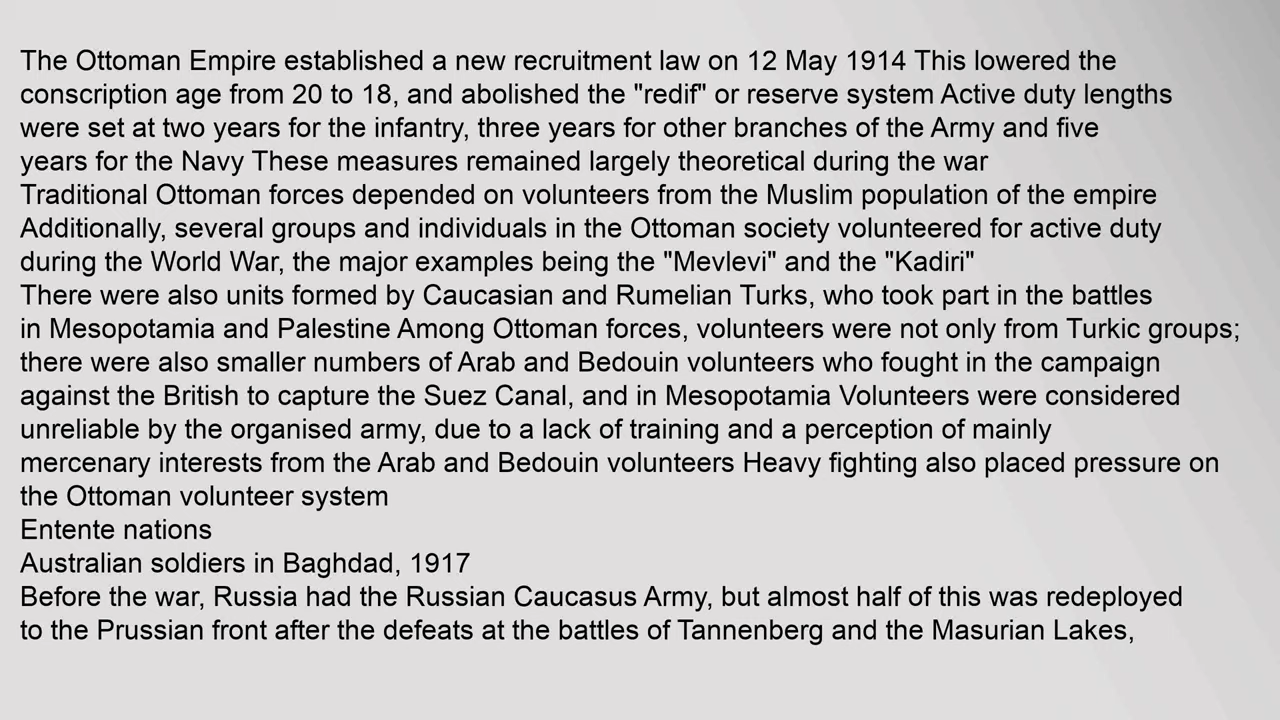 The Ottoman Empire established a new recruitment law on 12 May 1914 This lowered the
conscription age from 20 to 18, and abolished the "redif" or reserve system Active duty lengths
were set at two years for the infantry, three years for other branches of the Army and five
years for the Navy These measures remained largely theoretical during the war
Traditional Ottoman forces depended on volunteers from the Muslim population of the empire
Additionally, several groups and individuals in the Ottoman society volunteered for active duty
during the World War, the major examples being the "Mevlevi" and the "Kadiri"
There were also units formed by Caucasian and Rumelian Turks, who took part in the battles
in Mesopotamia and Palestine Among Ottoman forces, volunteers were not only from Turkic groups;
there were also smaller numbers of Arab and Bedouin volunteers who fought in the campaign
against the British to capture the Suez Canal, and in Mesopotamia Volunteers were considered
unreliable by the organised army, due to a lack of training and a perception of mainly
mercenary interests from the Arab and Bedouin volunteers Heavy fighting also placed pressure on
the Ottoman volunteer system
Entente nations
Australian soldiers in Baghdad, 1917
Before the war, Russia had the Russian Caucasus Army, but almost half of this was redeployed
to the Prussian front after the defeats at the battles of Tannenberg and the Masurian Lakes,